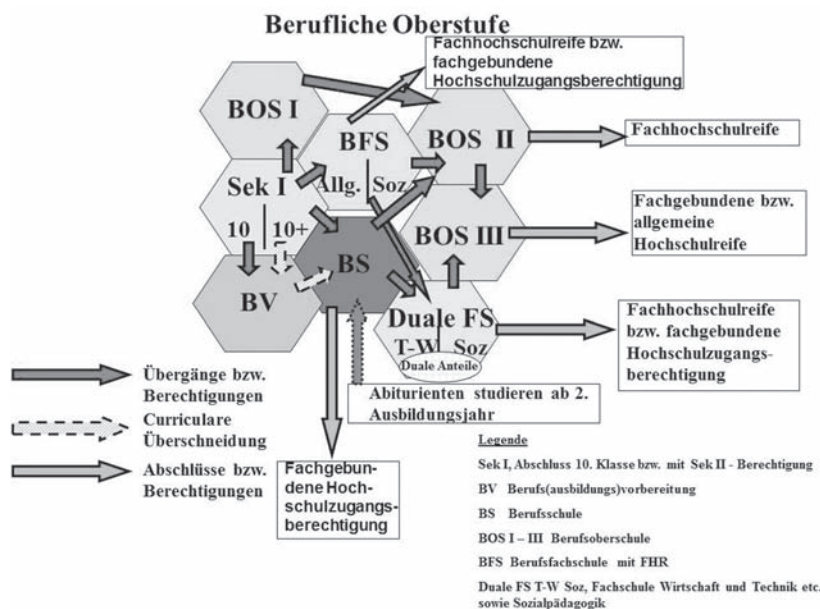 Berufliche Oberstufe
Fachhochschulreife bzw.
fachgebundene
Hochschulzugangsberechtigung
BOS I
BFS
Allg. Soz
BOS II
Fachhochschulreife
Sek I
10 10+
BS
BOS III
Fachgebundene bzw.
allgemeine
Hochschulreife
BV
Duale FS
T-W Soz
Duale Anteile
Fachhochschulreife
bzw. fachgebundene
Hochschulzugangs-
berechtigung
Übergänge bzw.
Berechtigungen
Curriculare
Überschneidung
Abschlüsse bzw.
Berechtigungen
Abiturienten studieren ab 2.
Ausbildungsjahr
Fachgebun-
dene Hoch-
schulzugangs-
berechtigung
Legende
Sek I, Abschluss 10. Klasse bzw. mit Sek II - Berechtigung
BV Berufs(ausbildungs)vorbereitung
BS Berufsschule
BOS I – III Berufsoberschule
BFS Berufsfachschule mit FHR
Duale FS T-W Soz, Fachschule Wirtschaft und Technik etc.
sowie Sozialpädagogik